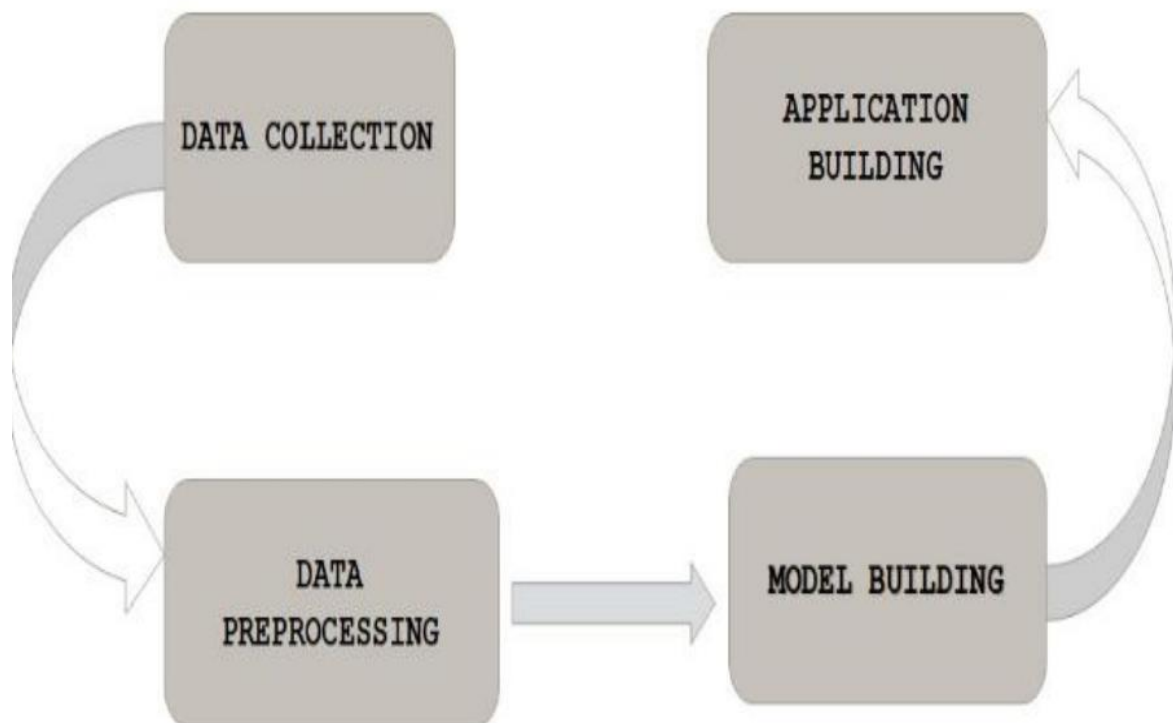 DATA COLLECTION
DATA
PREPROCESSING
MODEL BUILDING
APPLICATION
BUILDING